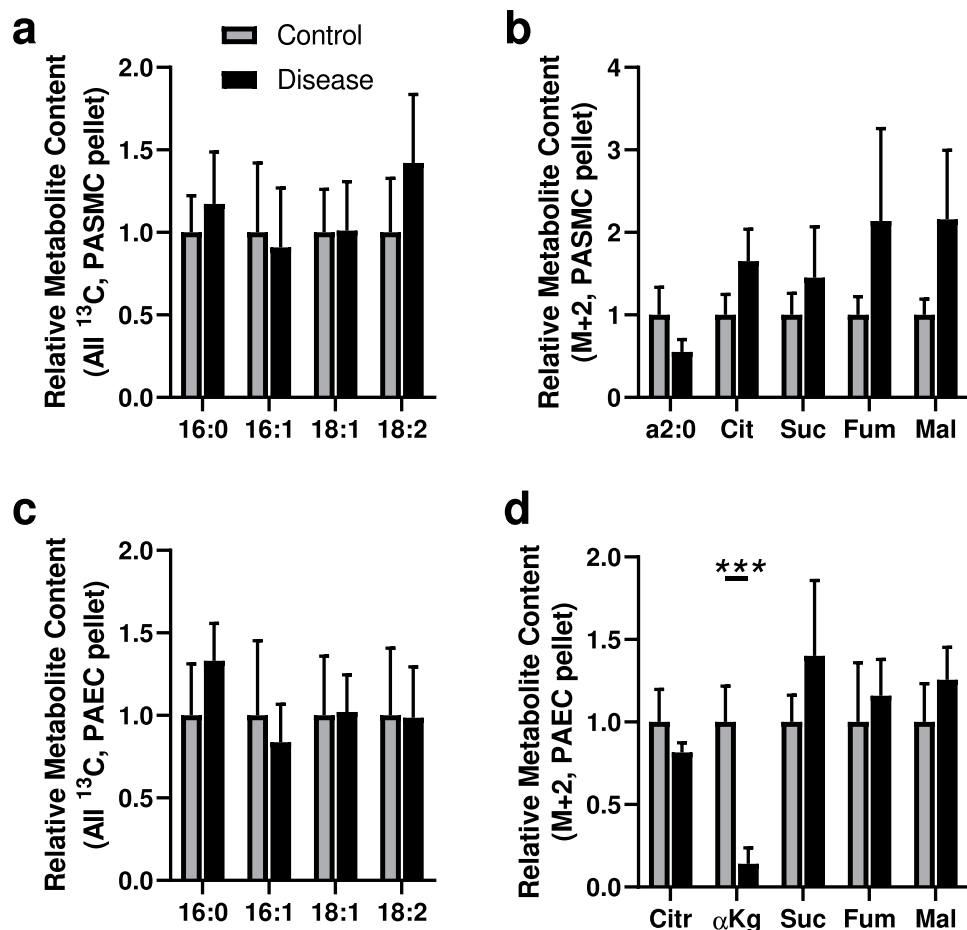 a
Control
Disease
Relative Metabolite Content
(All ¹³C, PASMC pellet)
2.0
1.5
1.0
0.5
0.0
16:0 16:1 18:1 18:2
b
Relative Metabolite Content
(M+2, PASMC pellet)
4
3
2
1
0
a2:0 Cit Suc Fum Mal
c
Relative Metabolite Content
(All ¹³C, PAEC pellet)
2.0
1.5
1.0
0.5
0.0
16:0 16:1 18:1 18:2
d
Relative Metabolite Content
(M+2, PAEC pellet)
2.0
1.5
1.0
0.5
0.0
***
Citr αKg Suc Fum Mal